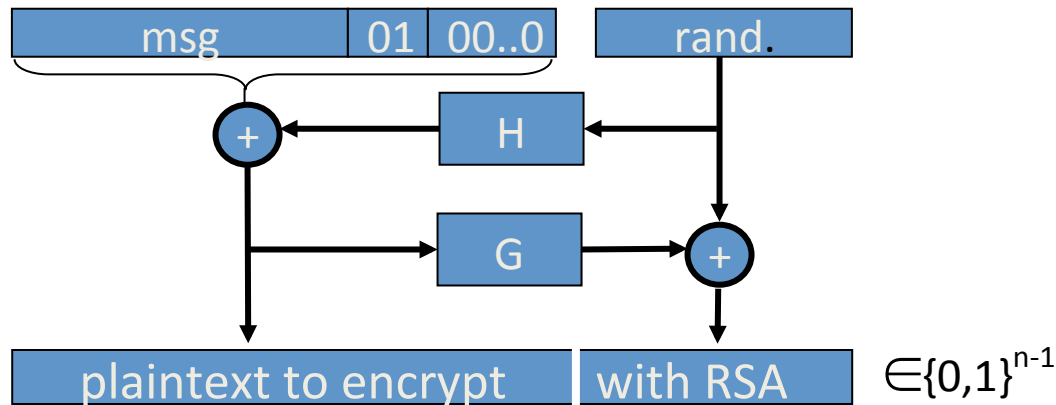 msg 01 00..0 rand.
+ H
G +
plaintext to encrypt with RSA ∈{0,1}ⁿ⁻¹